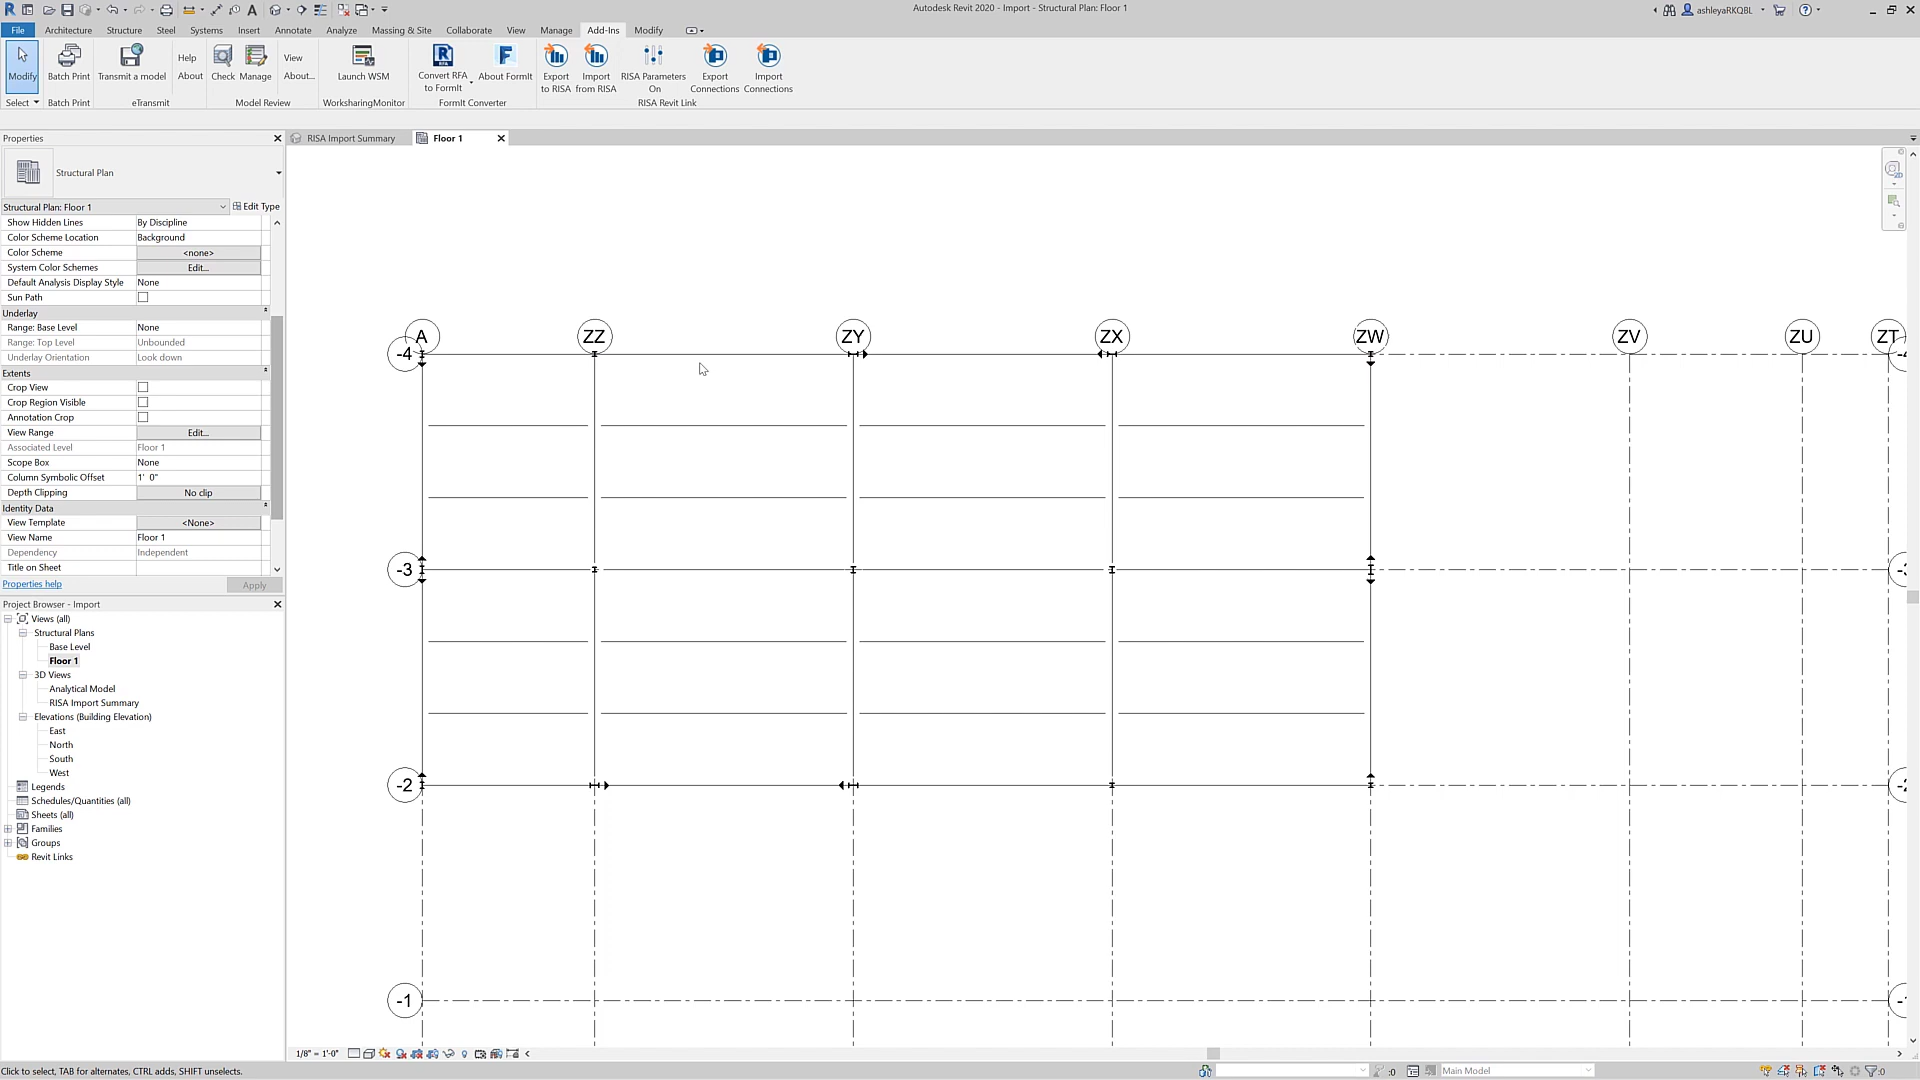 Autodesk Revit 2020 - Import - Structural Plan: Floor 1
ashleyaRKQBL
File Architecture Structure Steel Systems Insert Annotate Analyze Massing & Site Collaborate View Manage Add-Ins Modify
Modify
Batch Print
Transmit a model
Help
About
Check
Manage
View
About...
Launch WSM
Convert RFA
to FormIt
About FormIt
Export
to RISA
Import
from RISA
RISA Parameters
On
Export
Connections
Import
Connections
Select
Batch Print
eTransmit
Model Review
WorksharingMonitor
FormIt Converter
RISA Revit Link
Properties
RISA Import Summary
Floor 1
Structural Plan
Structural Plan: Floor 1
Edit Type
Show Hidden Lines By Discipline
Color Scheme Location Background
Color Scheme <none>
System Color Schemes Edit...
Default Analysis Display Style None
Sun Path
Underlay
Range: Base Level None
Range: Top Level Unbounded
Underlay Orientation Look down
Extents
Crop View
Crop Region Visible
Annotation Crop
View Range Edit...
Associated Level Floor 1
Scope Box None
Column Symbolic Offset 1' 0"
Depth Clipping No clip
Identity Data
View Template <None>
View Name Floor 1
Dependency Independent
Title on Sheet
Properties help
Apply
Project Browser - Import
Views (all)
Structural Plans
Base Level
Floor 1
3D Views
Analytical Model
RISA Import Summary
Elevations (Building Elevation)
East
North
South
West
Legends
Schedules/Quantities (all)
Sheets (all)
Families
Groups
Revit Links
A ZZ ZY ZX ZW ZV ZU ZT
-4
-3
-2
-1
1/8" = 1'-0"
Click to select, TAB for alternates, CTRL adds, SHIFT unselects.
:0
Main Model
:0